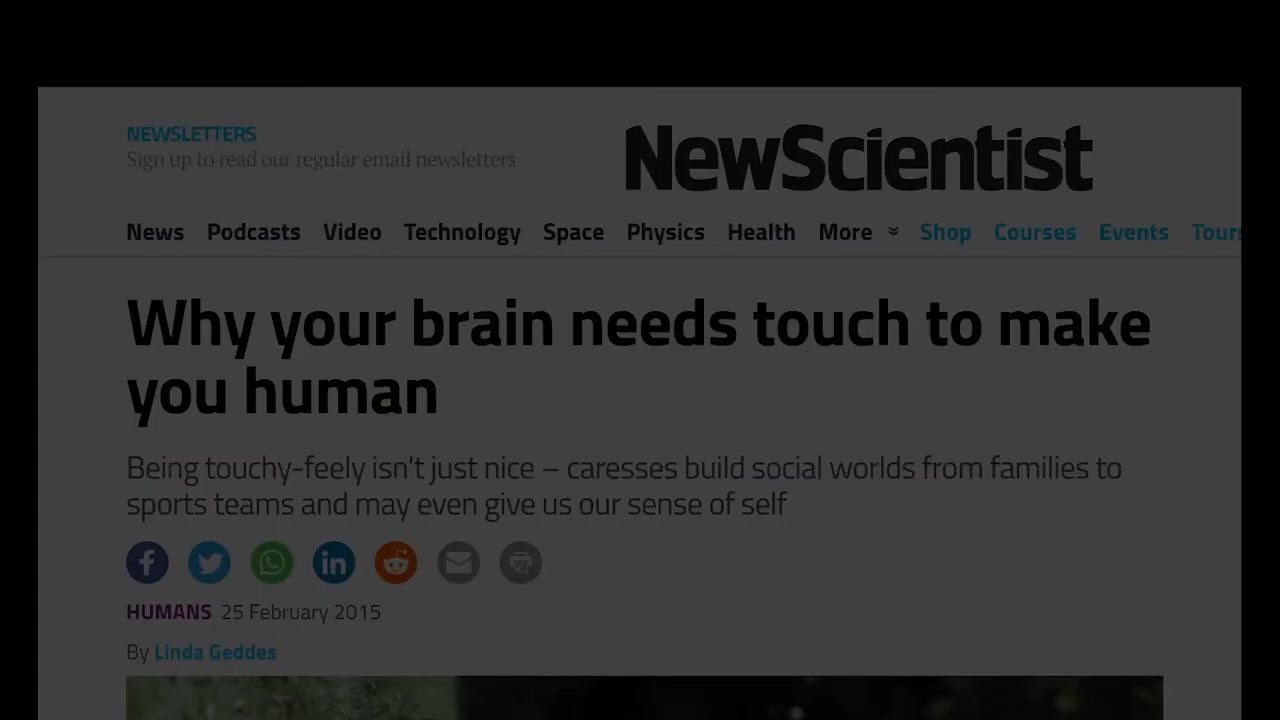 NEWSLETTERS
Sign up to read our regular email newsletters
NewScientist
News Podcasts Video Technology Space Physics Health More Shop Courses Events Tours
Why your brain needs touch to make
you human
Being touchy-feely isn't just nice – caresses build social worlds from families to
sports teams and may even give us our sense of self
HUMANS 25 February 2015
By Linda Geddes